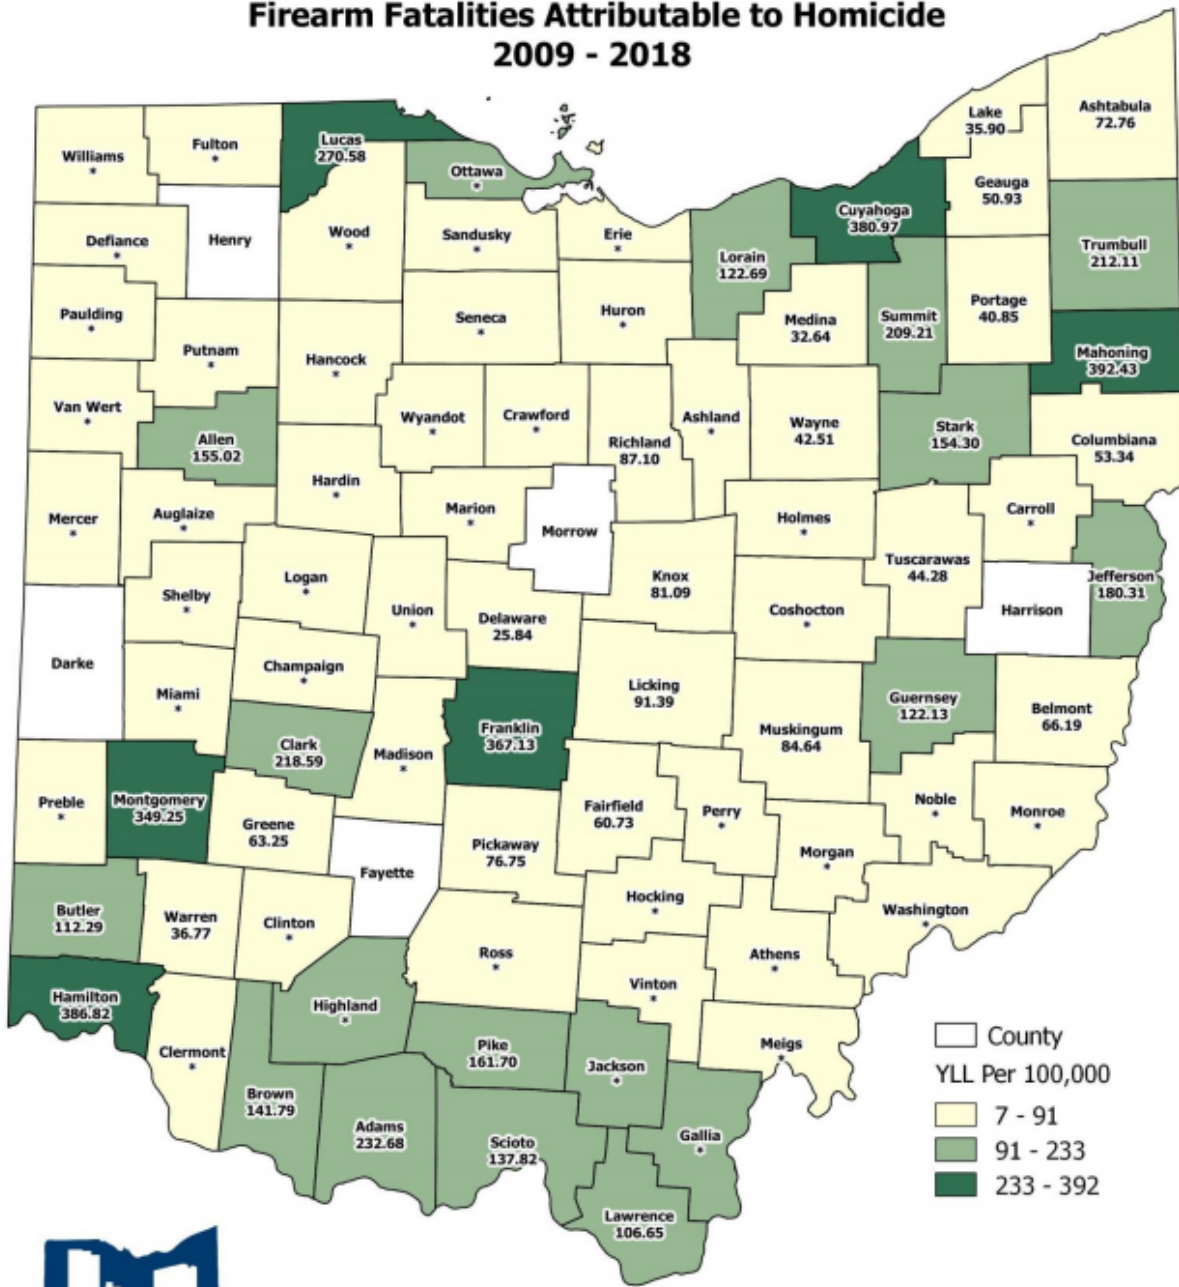 Firearm Fatalities Attributable to Homicide
2009 - 2018
Williams
*
Fulton
*
Lucas
270.58
Ottawa
*
Lake
35.90
Ashtabula
72.76
Geauga
50.93
Cuyahoga
380.97
Defiance
*
Henry
Wood
*
Sandusky
*
Erie
*
Lorain
122.69
Trumbull
212.11
Paulding
*
Putnam
*
Hancock
*
Seneca
*
Huron
*
Medina
32.64
Summit
209.21
Portage
40.85
Mahoning
392.43
Van Wert
*
Allen
155.02
Wyandot
*
Crawford
*
Richland
87.10
Ashland
*
Wayne
42.51
Stark
154.30
Columbiana
53.34
Mercer
*
Auglaize
*
Hardin
*
Marion
*
Morrow
Holmes
*
Carroll
*
Tuscarawas
44.28
Jefferson
180.31
Harrison
Shelby
*
Logan
*
Union
*
Delaware
25.84
Knox
81.09
Coshocton
*
Darke
Miami
*
Champaign
*
Licking
91.39
Muskingum
84.64
Guernsey
122.13
Belmont
66.19
Clark
218.59
Madison
*
Franklin
367.13
Preble
*
Montgomery
349.25
Greene
63.25
Fairfield
60.73
Perry
*
Noble
*
Monroe
*
Pickaway
76.75
Morgan
*
Fayette
Hocking
*
Washington
*
Butler
112.29
Warren
36.77
Clinton
*
Ross
*
Athens
*
Vinton
*
Hamilton
386.82
Highland
*
Clermont
*
Pike
161.70
Jackson
*
Meigs
*
Brown
141.79
Adams
232.68
Scioto
137.82
Gallia
*
Lawrence
106.65
County
YLL Per 100,000
7 - 91
91 - 233
233 - 392